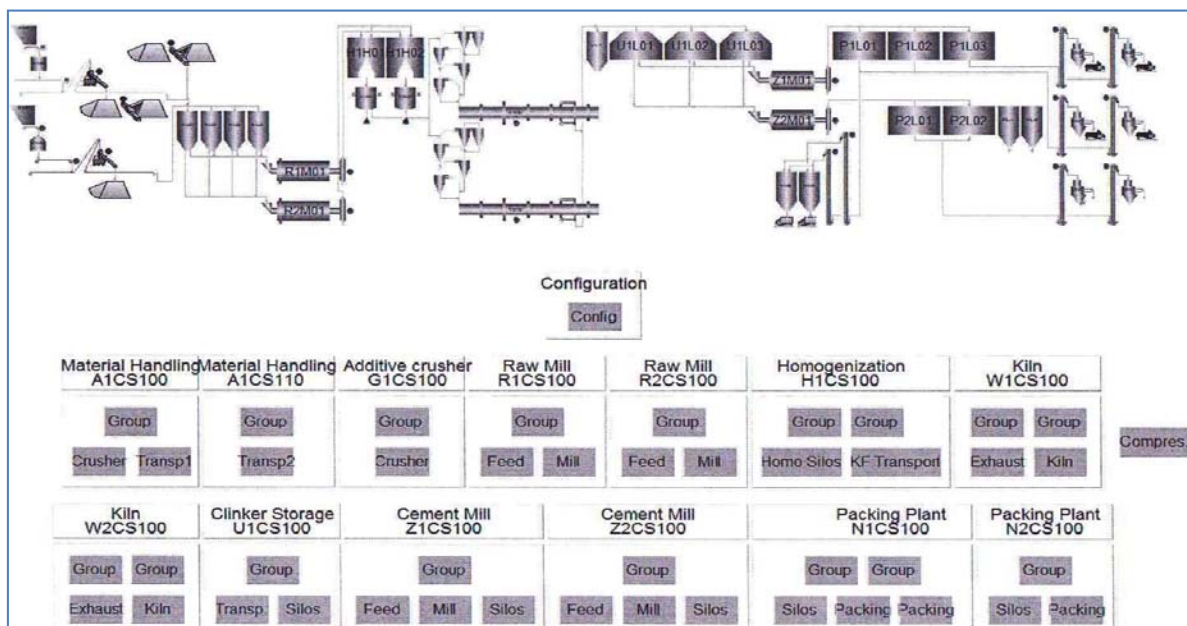 H1H01 H1H02
U1L01 U1L02 U1L03
P1L01 P1L02 P1L03
Z1M01
Z2M01
P2L01 P2L02
R1M01
R2M01
Configuration
Config
Material Handling
A1CS100
Material Handling
A1CS110
Additive crusher
G1CS100
Raw Mill
R1CS100
Raw Mill
R2CS100
Homogenization
H1CS100
Kiln
W1CS100
Group
Crusher Transp1
Group
Transp2
Group
Crusher
Group
Feed Mill
Group
Feed Mill
Group Group
Homo Silos KF Transport
Group Group
Exhaust Kiln
Compres.
Kiln
W2CS100
Clinker Storage
U1CS100
Cement Mill
Z1CS100
Cement Mill
Z2CS100
Packing Plant
N1CS100
Packing Plant
N2CS100
Group Group
Exhaust Kiln
Group
Transp. Silos
Group
Feed Mill Silos
Group
Feed Mill Silos
Group Group
Silos Packing Packing
Group
Silos Packing